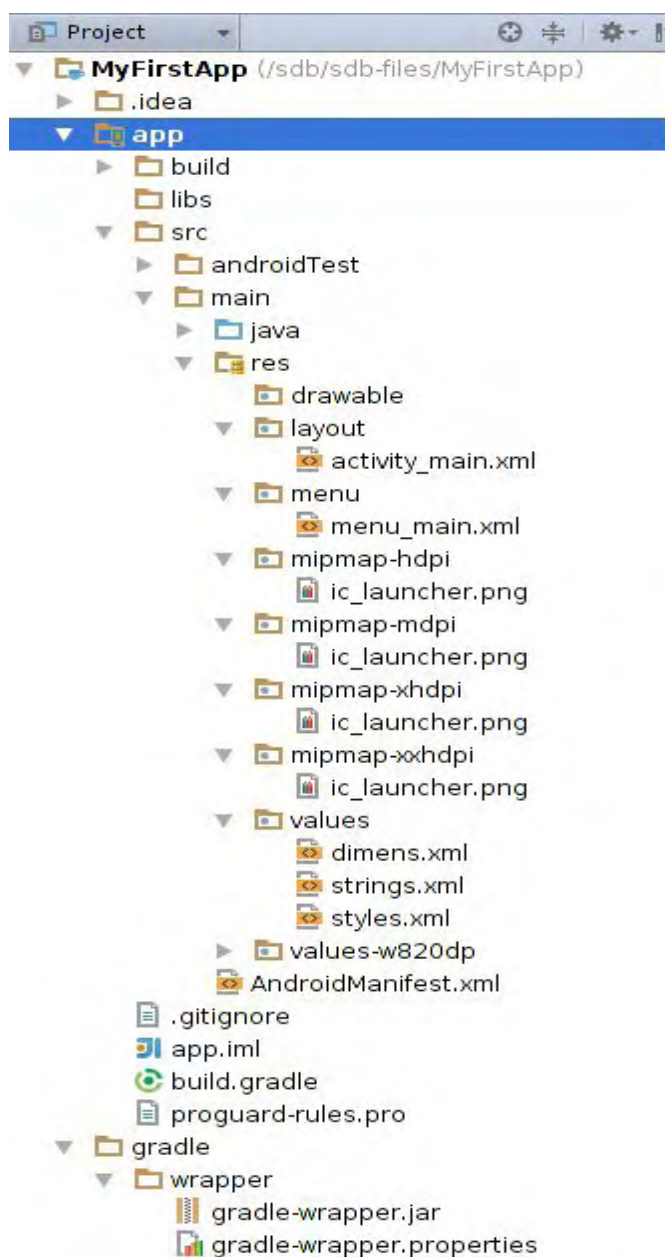 Project
MyFirstApp (/sdb/sdb-files/MyFirstApp)
.idea
app
build
libs
src
androidTest
main
java
res
drawable
layout
activity_main.xml
menu
menu_main.xml
mipmap-hdpi
ic_launcher.png
mipmap-mdpi
ic_launcher.png
mipmap-xhdpi
ic_launcher.png
mipmap-xxhdpi
ic_launcher.png
values
dimens.xml
strings.xml
styles.xml
values-w820dp
AndroidManifest.xml
.gitignore
app.iml
build.gradle
proguard-rules.pro
gradle
wrapper
gradle-wrapper.jar
gradle-wrapper.properties